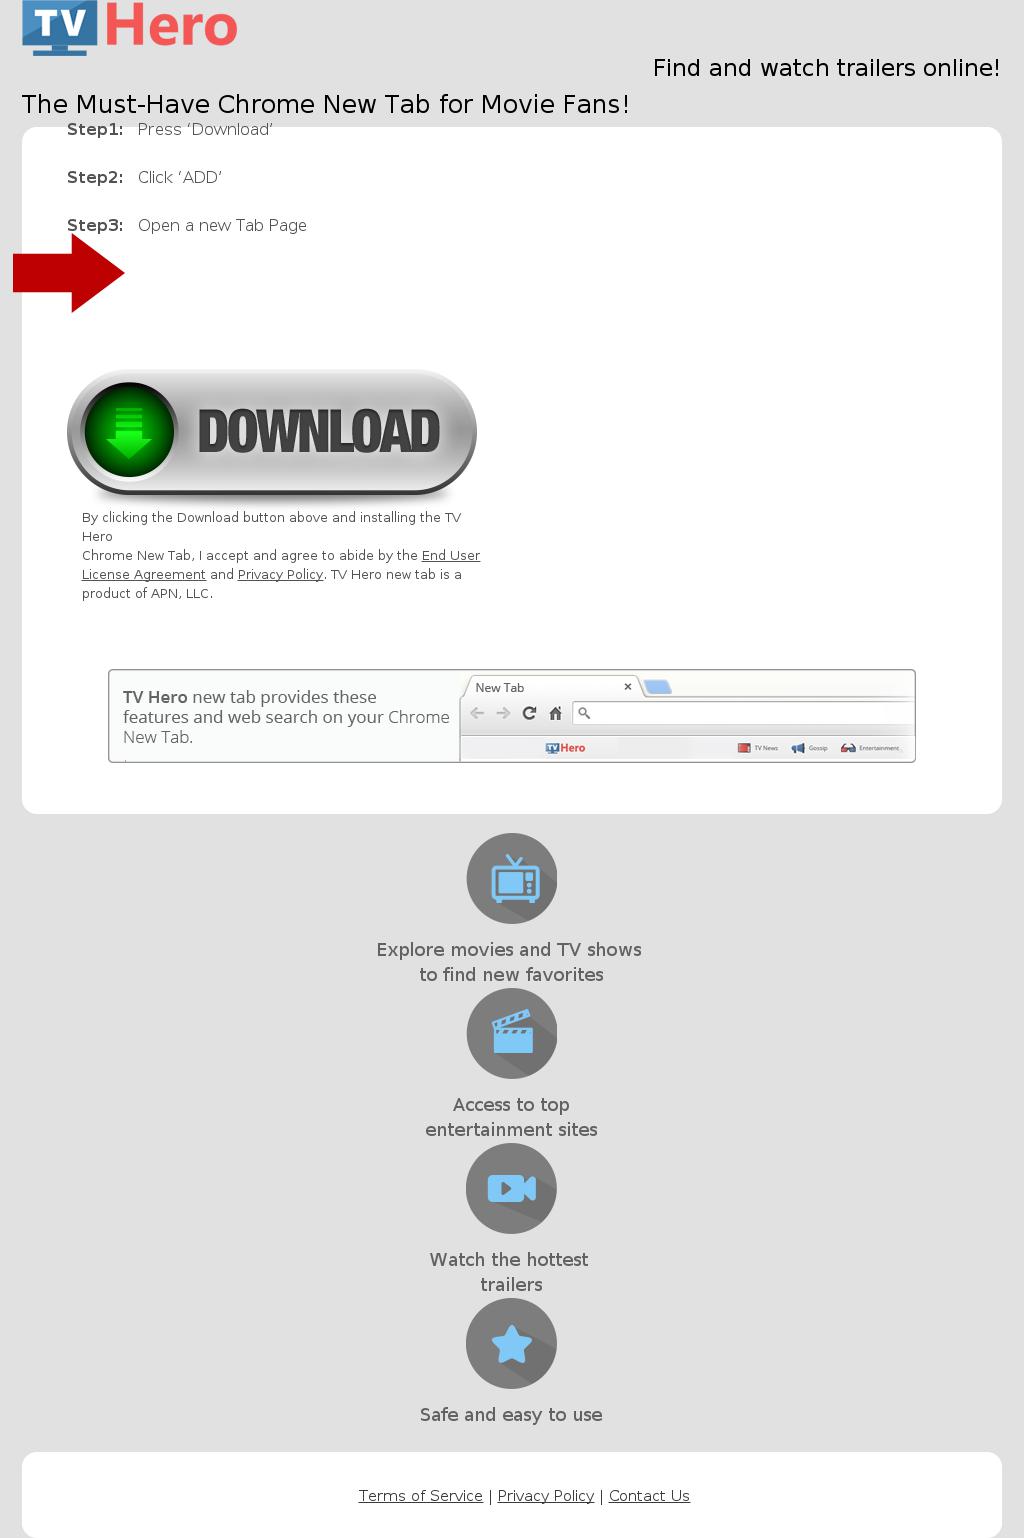 TV Hero
Find and watch trailers online!
The Must-Have Chrome New Tab for Movie Fans!
Step1: Press ‘Download’
Step2: Click ‘ADD’
Step3: Open a new Tab Page
DOWNLOAD
By clicking the Download button above and installing the TV
Hero
Chrome New Tab, I accept and agree to abide by the End User
License Agreement and Privacy Policy. TV Hero new tab is a
product of APN, LLC.
TV Hero new tab provides these
features and web search on your Chrome
New Tab.
New Tab
TV Hero
TV News Gossip Entertainment
Explore movies and TV shows
to find new favorites
Access to top
entertainment sites
Watch the hottest
trailers
Safe and easy to use
Terms of Service | Privacy Policy | Contact Us